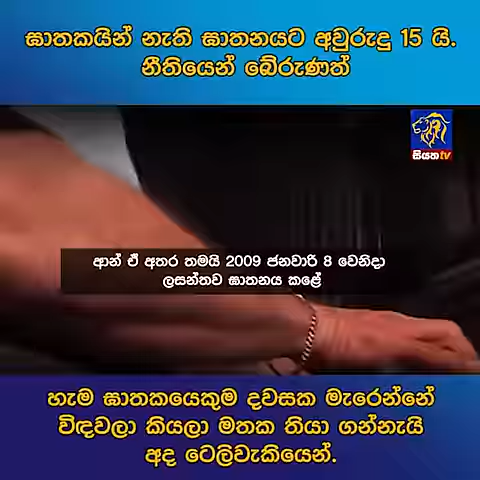 ඝාතකයින් නැති ඝාතනයට අවුරුදු 15 යි.
නීතියෙන් බේරුණත්
සියත tv
ආන් ඒ අතර තමයි 2009 ජනවාරි 8 වෙනිදා
ලසන්තව ඝාතනය කළේ
හැම ඝාතකයෙකුම දවසක මැරෙන්නේ
විඳවලා කියලා මතක තියා ගන්නැයි
අද ටෙලිවැකියෙන්.